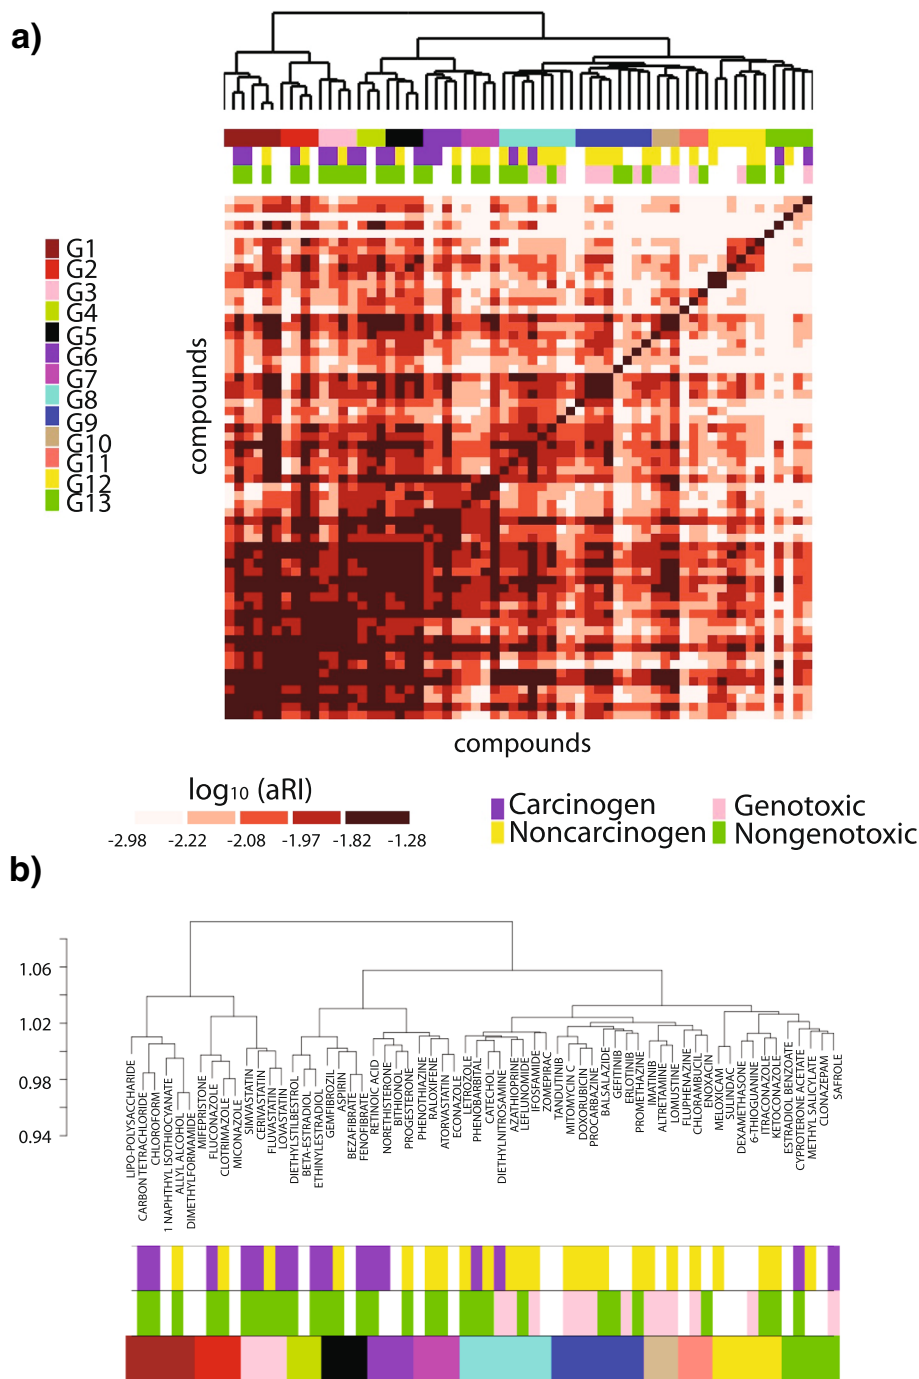 a)
G1
G2
G3
G4
G5
G6
G7
G8
G9
G10
G11
G12
G13
compounds
compounds
log₁₀ (aRI)
-2.98 -2.22 -2.08 -1.97 -1.82 -1.28
Carcinogen
Noncarcinogen
Genotoxic
Nongenotoxic
b)
1.06
1.02
0.98
0.94
LIPO-POLYSACCHARIDE
CARBON TETRACHLORIDE
CHLOROFORM
1 NAPHTHYL ISOTHIOCYANATE
ALLYL ALCOHOL
DIMETHYLFORMAMIDE
MIFEPRISTONE
FLUCONAZOLE
CLOTRIMAZOLE
MICONAZOLE
SIMVASTATIN
CERIVASTATIN
FLUVASTATIN
LOVASTATIN
DIETHYLSTILBESTROL
BETA-ESTRADIOL
ETHINYLESTRADIOL
GEMFIBROZIL
ASPIRIN
BEZAFIBRATE
FENOFIBRATE
RETINOIC ACID
NORETHISTERONE
BITHIONOL
PROGESTERONE
PHENOTHIAZINE
RALOXIFENE
ATORVASTATIN
ECONAZOLE
LETROZOLE
PHENOBARBITAL
CATECHOL
DIETHYLNITROSAMINE
AZATHIOPRINE
LEFLUNOMIDE
IFOSFAMIDE
ZOMEPIRAC
TANDUTINIB
MITOMYCIN C
DOXORUBICIN
PROCARBAZINE
BALSALAZIDE
GEFITINIB
ERLOTINIB
PROMETHAZINE
IMATINIB
ALTRETAMINE
LOMUSTINE
FLUPHENAZINE
CHLORAMBUCIL
ENOXACIN
MELOXICAM
SULINDAC
DEXAMETHASONE
6-THIOGUANINE
ITRACONAZOLE
KETOCONAZOLE
ESTRADIOL BENZOATE
CYPROTERONE ACETATE
METHYL SALICYLATE
CLONAZEPAM
SAFROLE